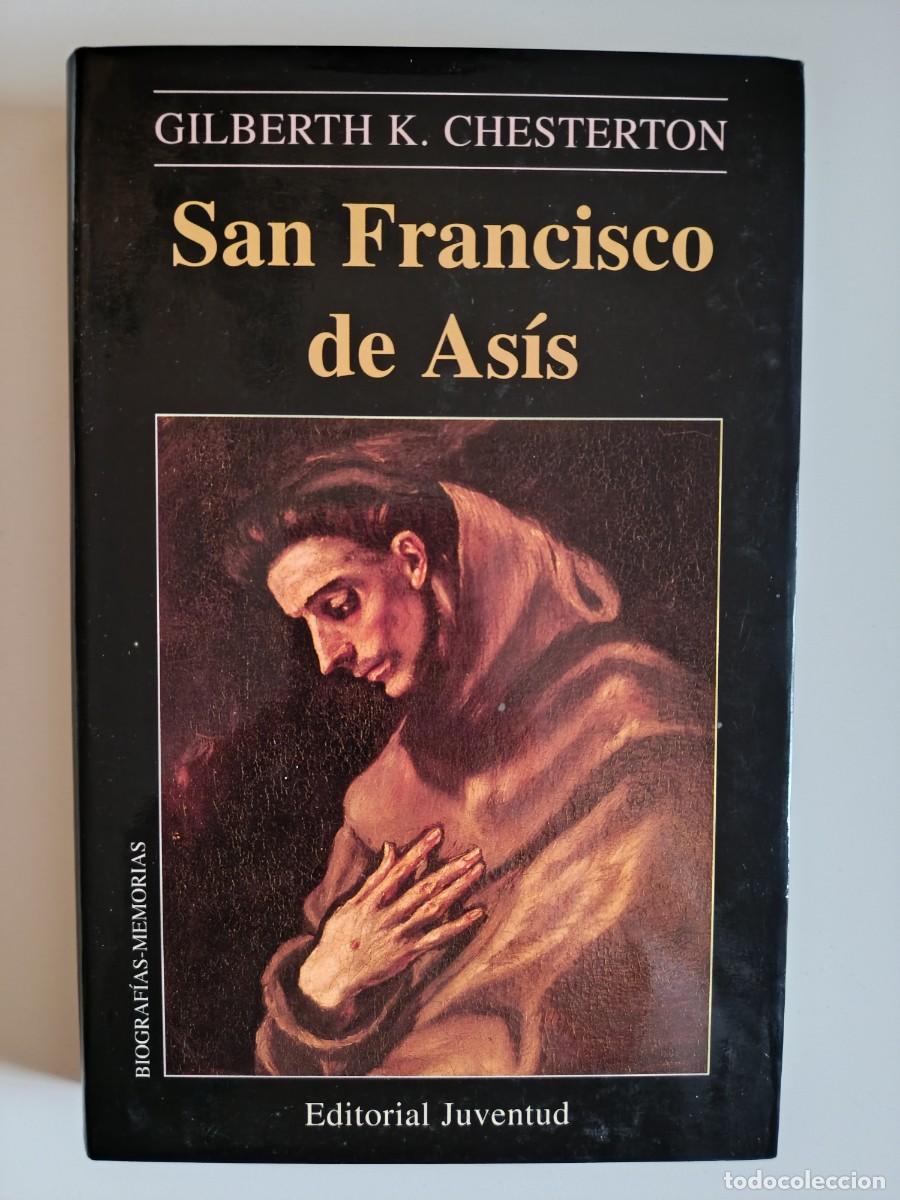 GILBERTH K. CHESTERTON
San Francisco
de Asís
BIOGRAFÍAS-MEMORIAS
Editorial Juventud
todocoleccion